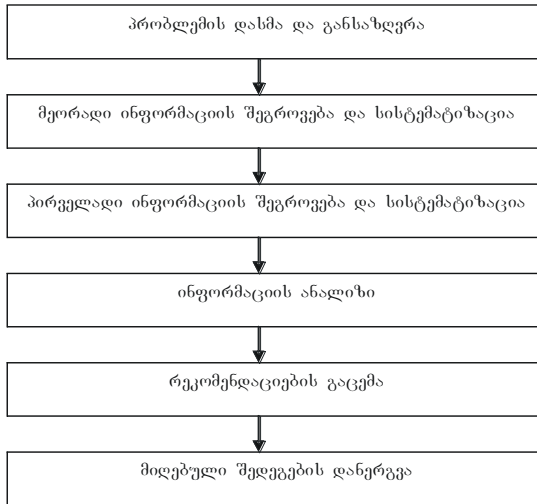 პრობლემის დასმა და განსაზღვრა
მეორადი ინფორმაციის შეგროვება და სისტემატიზაცია
პირველადი ინფორმაციის შეგროვება და სისტემატიზაცია
ინფორმაციის ანალიზი
რეკომენდაციების გაცემა
მიღებული შედეგების დანერგვა